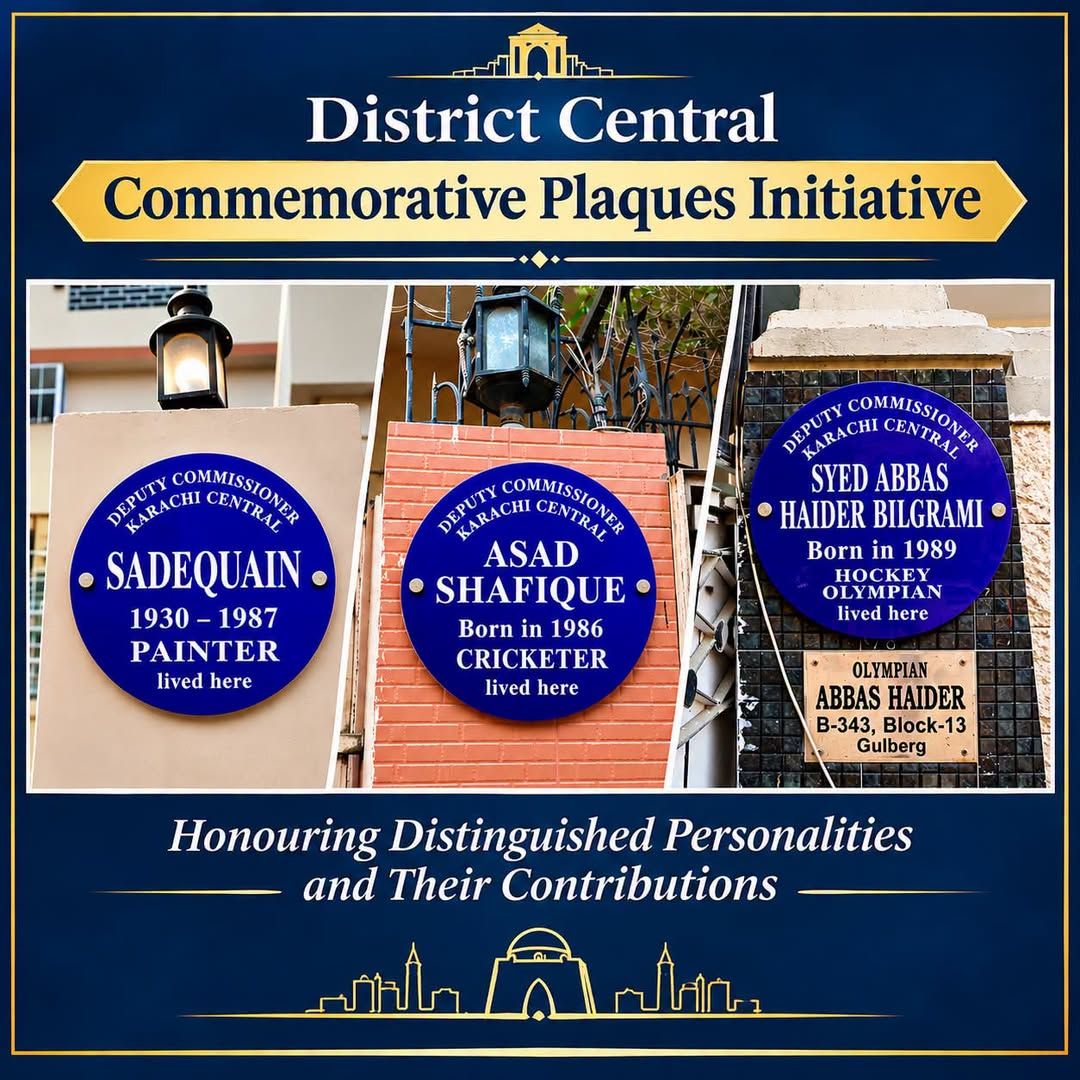 District Central
Commemorative Plaques Initiative
DEPUTY COMMISSIONER
KARACHI CENTRAL
SADEQUAIN
1930 – 1987
PAINTER
lived here
DEPUTY COMMISSIONER
KARACHI CENTRAL
ASAD
SHAFIQUE
Born in 1986
CRICKETER
lived here
DEPUTY COMMISSIONER
KARACHI CENTRAL
SYED ABBAS
HAIDER BILGRAMI
Born in 1989
HOCKEY
OLYMPIAN
lived here
OLYMPIAN
ABBAS HAIDER
B-343, Block-13
Gulberg
Honouring Distinguished Personalities
and Their Contributions